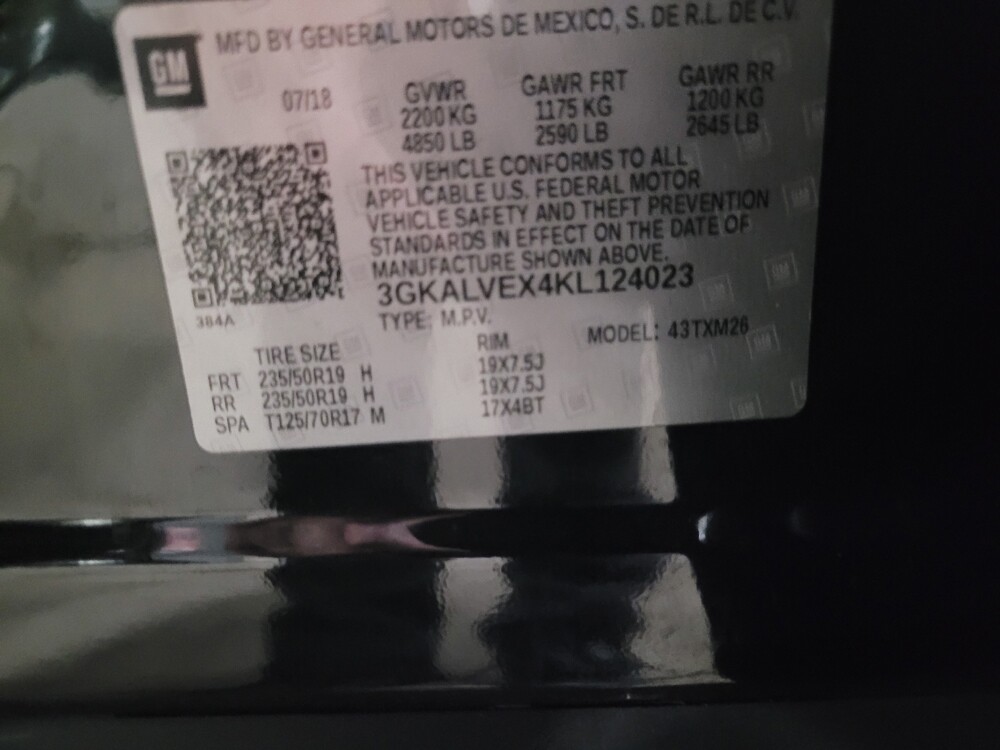 GM
MFD BY GENERAL MOTORS DE MEXICO, S. DE R.L. DE C.V.
07/18 GVWR GAWR FRT GAWR RR
2200 KG 1175 KG 1200 KG
4850 LB 2590 LB 2645 LB
THIS VEHICLE CONFORMS TO ALL
APPLICABLE U.S. FEDERAL MOTOR
VEHICLE SAFETY AND THEFT PREVENTION
STANDARDS IN EFFECT ON THE DATE OF
MANUFACTURE SHOWN ABOVE.
3GKALVEX4KL124023
384A
TYPE: M.P.V. MODEL: 43TXM26
TIRE SIZE RIM
FRT 235/50R19 H 19X7.5J
RR 235/50R19 H 19X7.5J
SPA T125/70R17 M 17X4BT